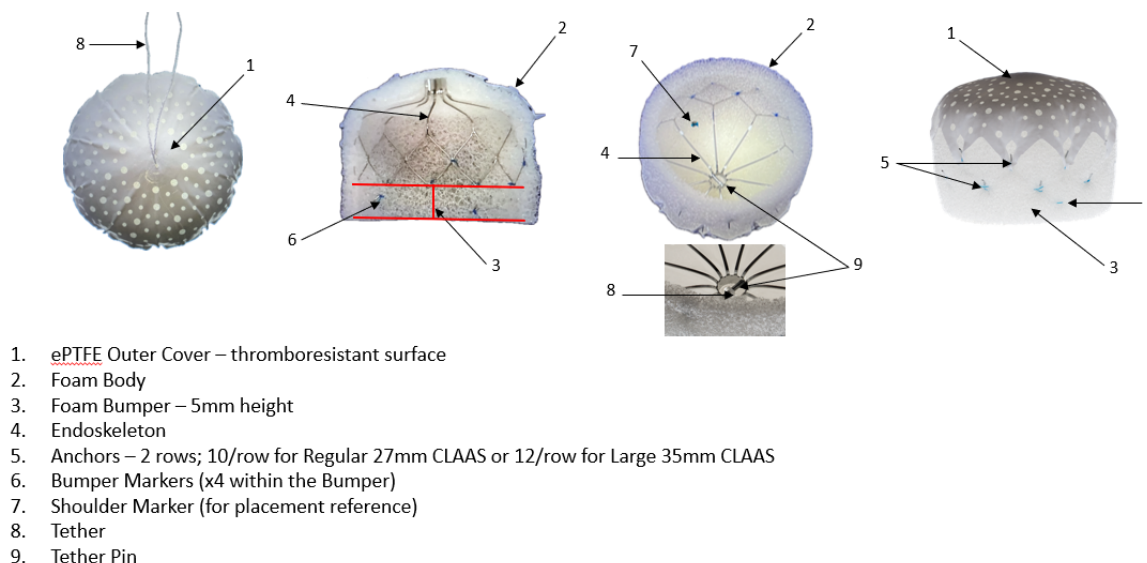 8
1
2
4
6
3
7
2
4
8
9
1
5
3
1. ePTFE Outer Cover – thromboresistant surface
2. Foam Body
3. Foam Bumper – 5mm height
4. Endoskeleton
5. Anchors – 2 rows; 10/row for Regular 27mm CLAAS or 12/row for Large 35mm CLAAS
6. Bumper Markers (x4 within the Bumper)
7. Shoulder Marker (for placement reference)
8. Tether
9. Tether Pin